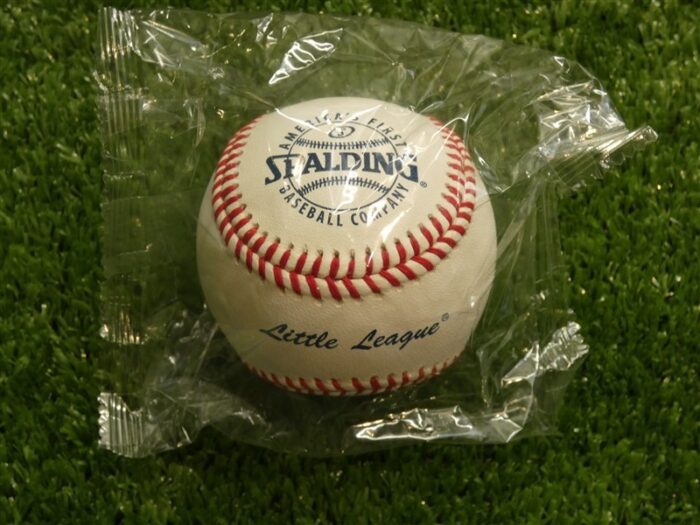 AMERICA'S FIRST
SPALDING®
BASEBALL COMPANY
Little League®